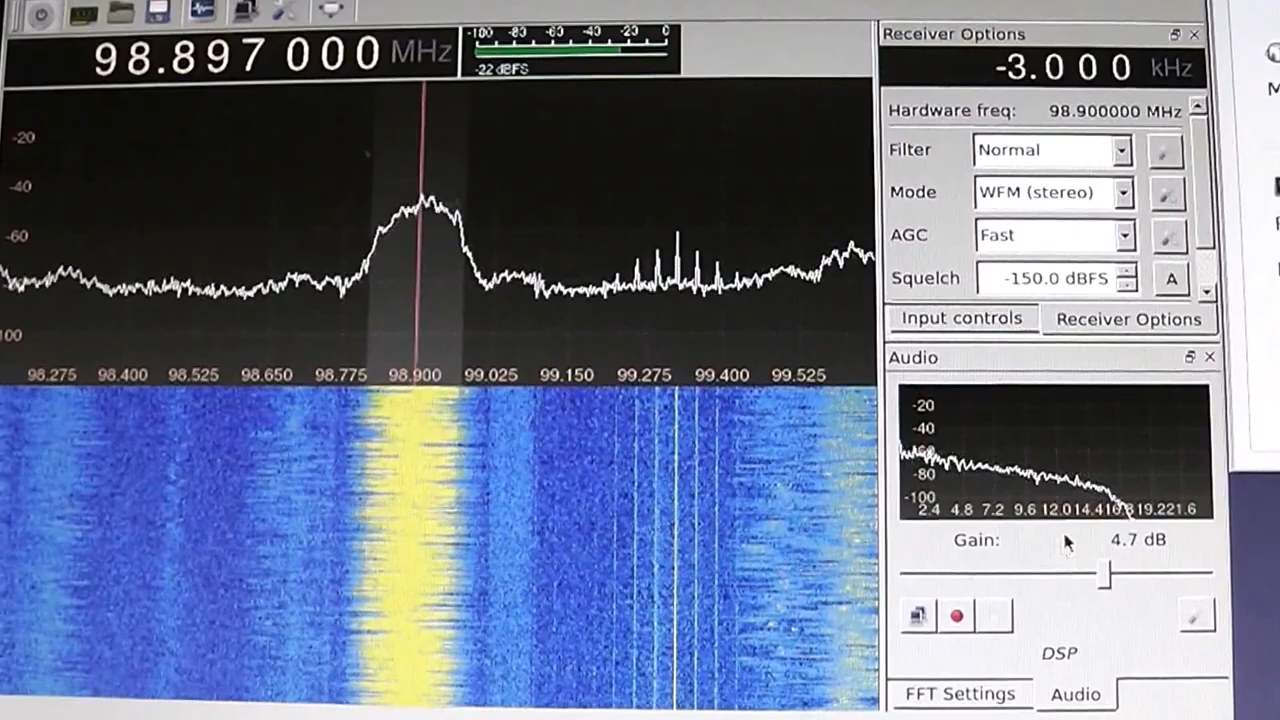 98.897 000 MHz
-100 -80 -60 -40 -20 0
-22 dBFS
-20
-40
-60
100
98.275 98.400 98.525 98.650 98.775 98.900 99.025 99.150 99.275 99.400 99.525
Receiver Options
-3.000 kHz
Hardware freq: 98.900000 MHz
Filter Normal
Mode WFM (stereo)
AGC Fast
Squelch -150.0 dBFS A
Input controls Receiver Options
Audio
-20
-40
-80
-100
2.4 4.8 7.2 9.6 12.0 14.4 16.8 19.2 21.6
Gain: 4.7 dB
DSP
FFT Settings Audio